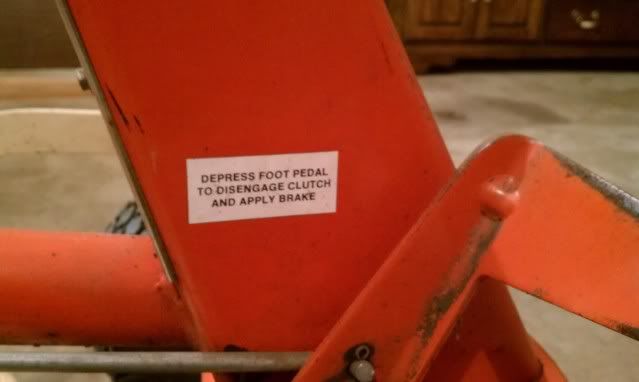 DEPRESS FOOT PEDAL
TO DISENGAGE CLUTCH
AND APPLY BRAKE